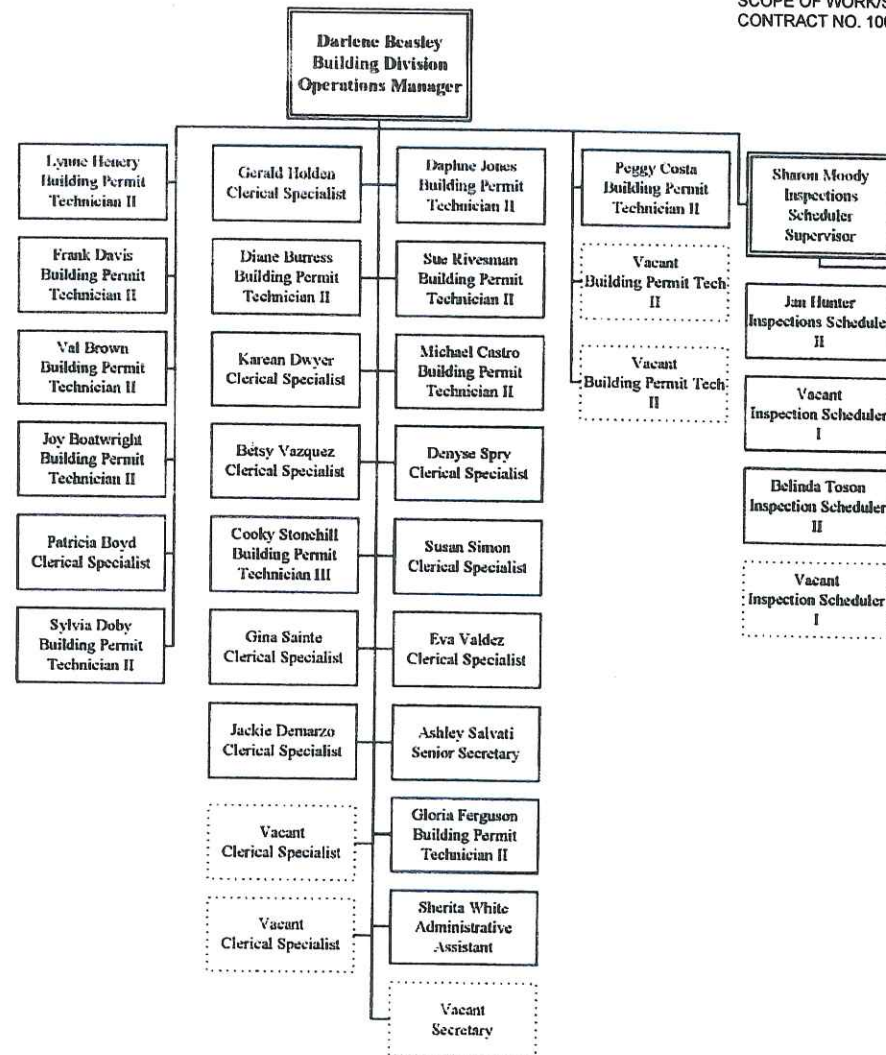 SCOPE OF WORK/S
CONTRACT NO. 100
Darlene Beasley
Building Division
Operations Manager
Lynne Henery
Building Permit
Technician II
Frank Davis
Building Permit
Technician II
Val Brown
Building Permit
Technician II
Joy Boatwright
Building Permit
Technician II
Patricia Boyd
Clerical Specialist
Sylvia Doby
Building Permit
Technician II
Gerald Holden
Clerical Specialist
Diane Burress
Building Permit
Technician II
Karean Dwyer
Clerical Specialist
Betsy Vazquez
Clerical Specialist
Cooky Stonehill
Building Permit
Technician III
Gina Sainte
Clerical Specialist
Jackie Demarzo
Clerical Specialist
Vacant
Clerical Specialist
Vacant
Clerical Specialist
Daphne Jones
Building Permit
Technician II
Sue Rivesman
Building Permit
Technician II
Michael Castro
Building Permit
Technician II
Denyse Spry
Clerical Specialist
Susan Simon
Clerical Specialist
Eva Valdez
Clerical Specialist
Ashley Salvati
Senior Secretary
Gloria Ferguson
Building Permit
Technician II
Sherita White
Administrative
Assistant
Vacant
Secretary
Peggy Costa
Building Permit
Technician II
Vacant
Building Permit Tech
II
Vacant
Building Permit Tech
II
Sharon Moody
Inspections
Scheduler
Supervisor
Jan Hunter
Inspections Schedule
II
Vacant
Inspection Scheduler
I
Belinda Toson
Inspection Scheduler
II
Vacant
Inspection Scheduler
I